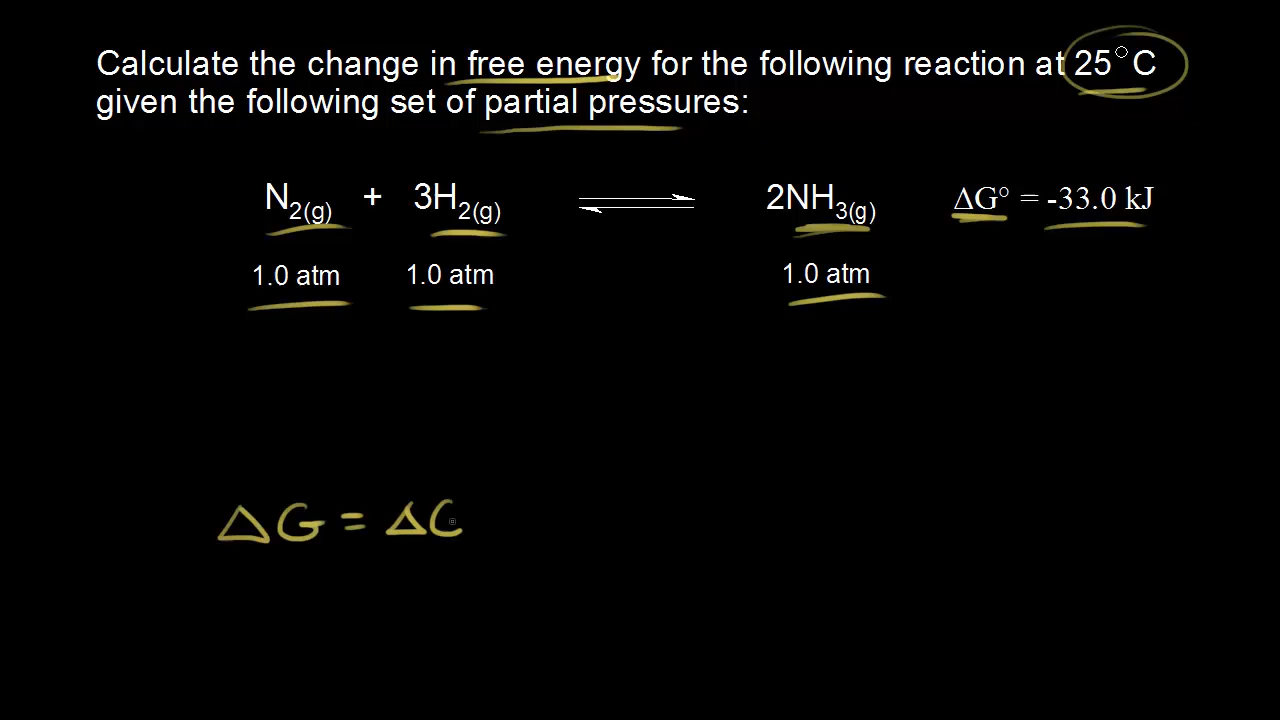 Calculate the change in free energy for the following reaction at 25°C
given the following set of partial pressures:
N₂(g) + 3H₂(g) ⇌ 2NH₃(g) ΔG° = -33.0 kJ
1.0 atm 1.0 atm 1.0 atm
ΔG = ΔC